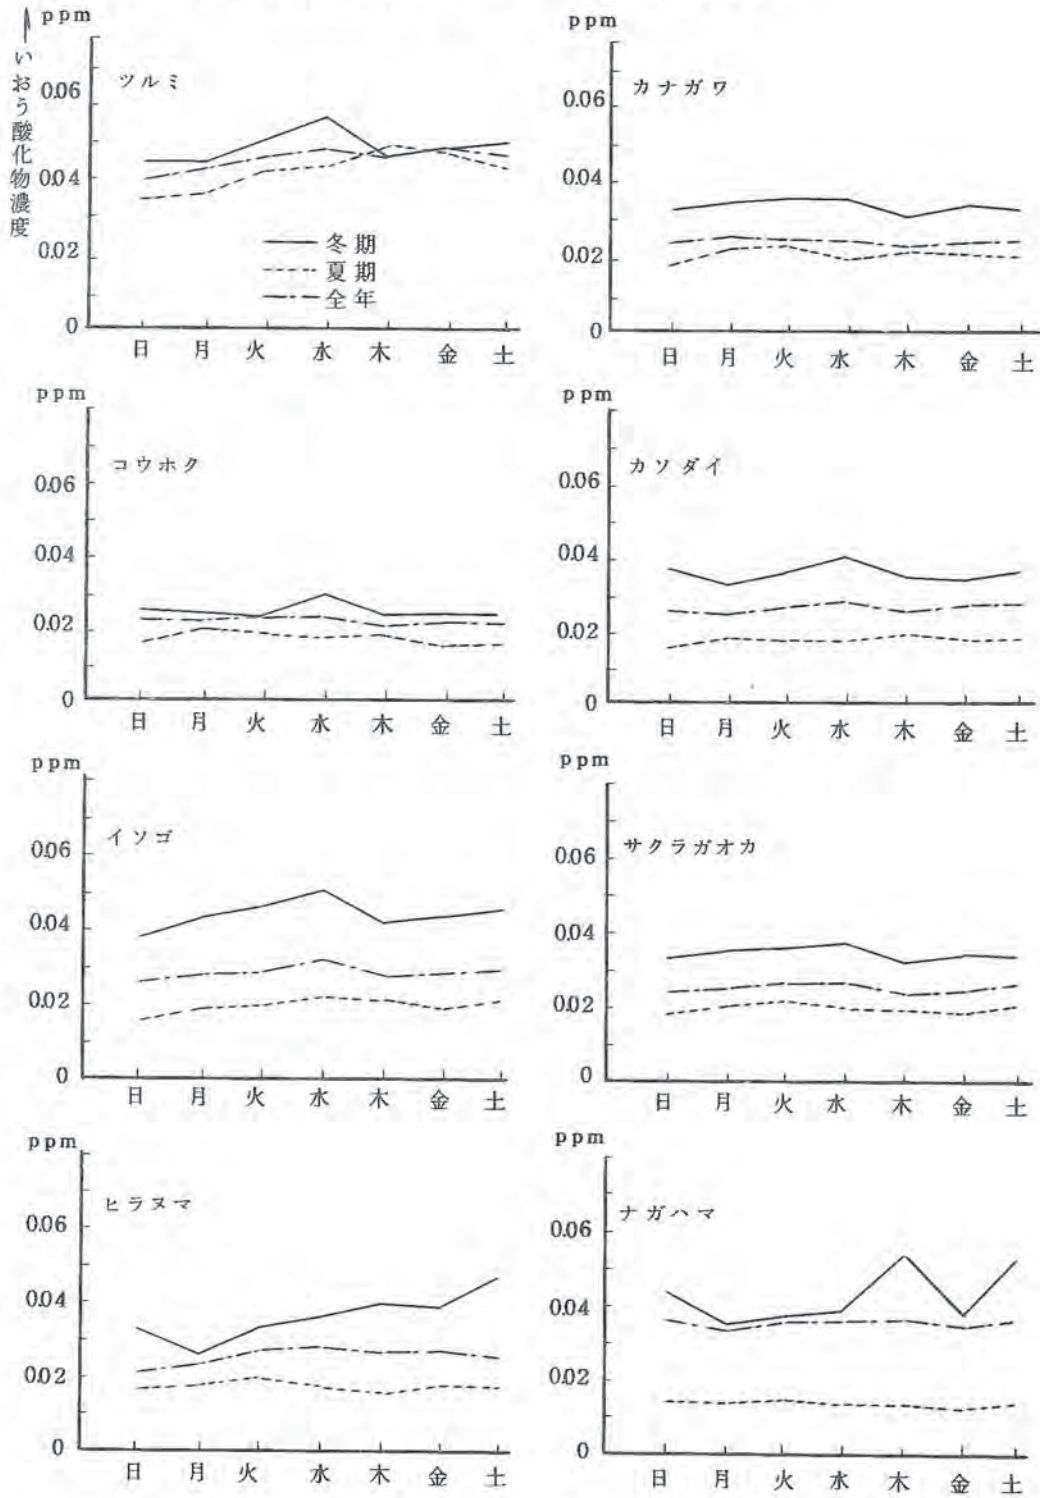 いおう酸化物濃度
ppm
ツルミ
0.06
0.04
0.02
0
冬期
夏期
全年
日 月 火 水 木 金 土
ppm
カナガワ
0.06
0.04
0.02
0
日 月 火 水 木 金 土
ppm
コウホク
0.06
0.04
0.02
0
日 月 火 水 木 金 土
ppm
カソダイ
0.06
0.04
0.02
0
日 月 火 水 木 金 土
ppm
イソゴ
0.06
0.04
0.02
0
日 月 火 水 木 金 土
ppm
サクラガオカ
0.06
0.04
0.02
0
日 月 火 水 木 金 土
ppm
ヒラヌマ
0.06
0.04
0.02
0
日 月 火 水 木 金 土
ppm
ナガハマ
0.06
0.04
0.02
0
日 月 火 水 木 金 土